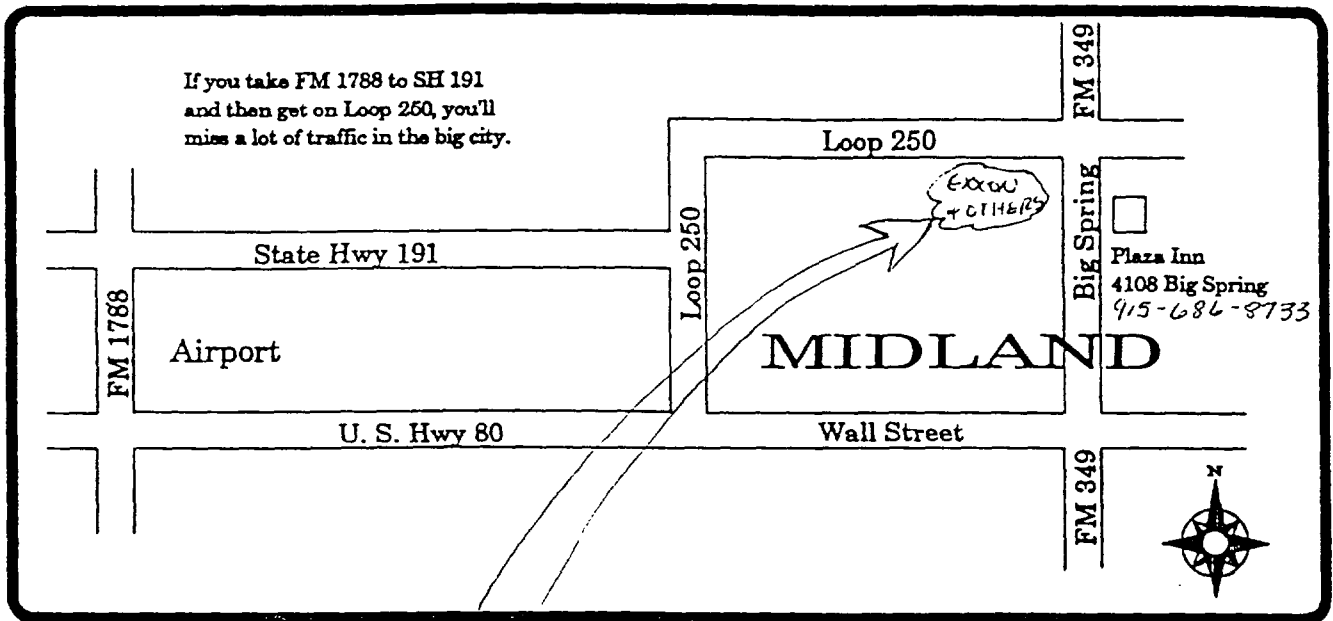 If you take FM 1788 to SH 191
and then get on Loop 250, you'll
miss a lot of traffic in the big city.
FM 349
Loop 250
EXXON
+ OTHERS
State Hwy 191
Loop 250
Big Spring
Plaza Inn
4108 Big Spring
915-686-8733
FM 1788
Airport
MIDLAND
U. S. Hwy 80
Wall Street
FM 349
N